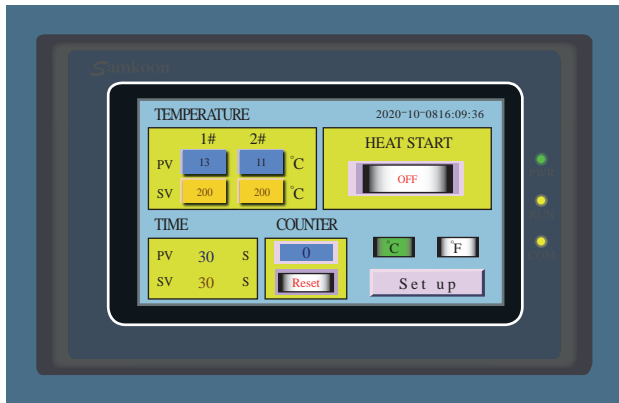 Samkoon
TEMPERATURE
2020-10-0816:09:36
1# 2#
PV 13 11 °C
SV 200 200 °C
HEAT START
OFF
TIME
PV 30 S
SV 30 S
COUNTER
0
Reset
°C °F
Set up
PWR
RUN
COM